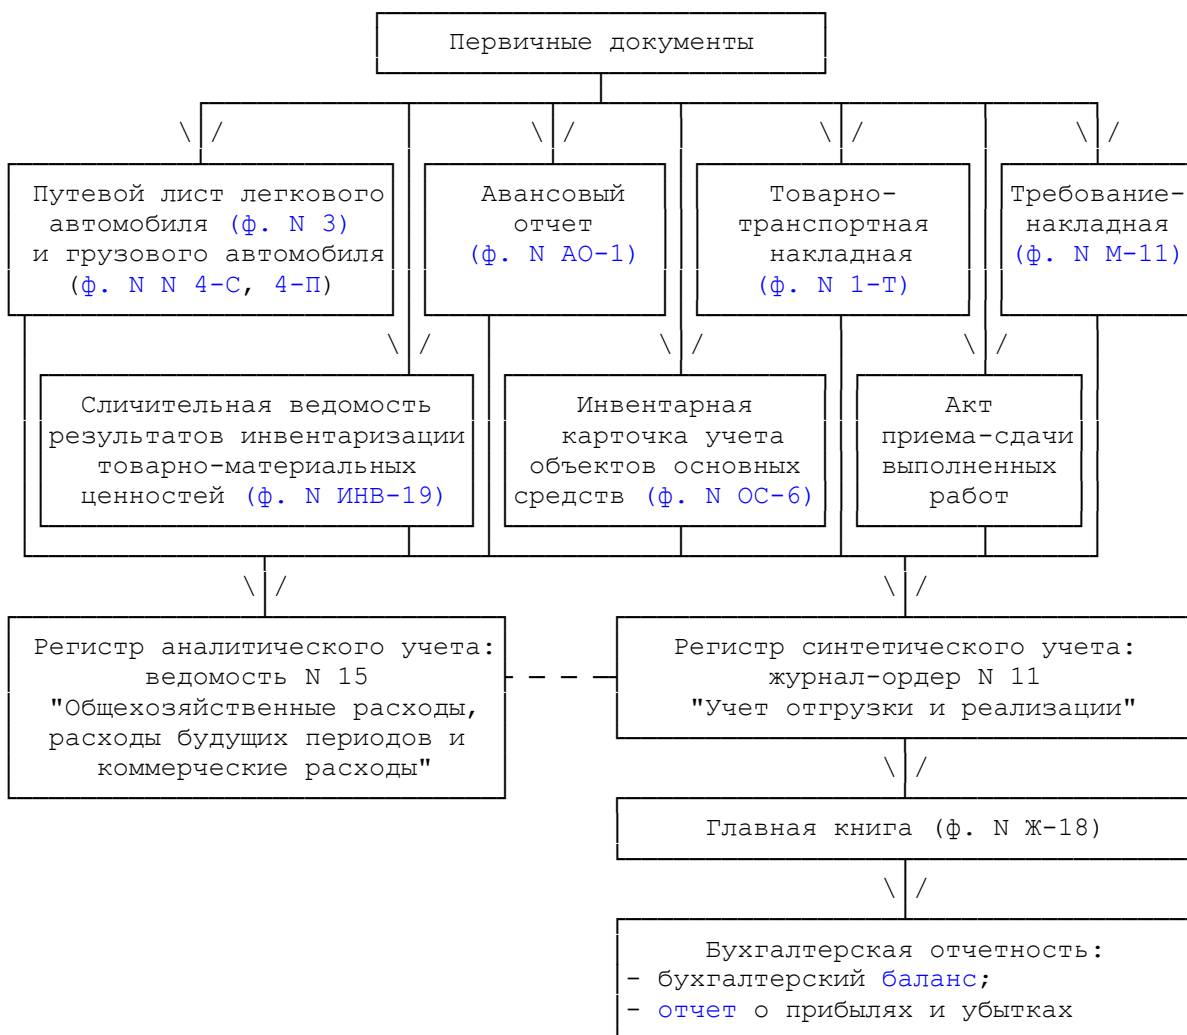 Первичные документы
Путевой лист легкового
автомобиля (ф. N 3)
и грузового автомобиля
(ф. N N 4-С, 4-П)
Авансовый
отчет
(ф. N АО-1)
Товарно-
транспортная
накладная
(ф. N 1-Т)
Требование-
накладная
(ф. N М-11)
Сличительная ведомость
результатов инвентаризации
товарно-материальных
ценностей (ф. N ИНВ-19)
Инвентарная
карточка учета
объектов основных
средств (ф. N ОС-6)
Акт
приема-сдачи
выполненных
работ
Регистр аналитического учета:
ведомость N 15
"Общехозяйственные расходы,
расходы будущих периодов и
коммерческие расходы"
Регистр синтетического учета:
журнал-ордер N 11
"Учет отгрузки и реализации"
Главная книга (ф. N Ж-18)
Бухгалтерская отчетность:
- бухгалтерский баланс;
- отчет о прибылях и убытках